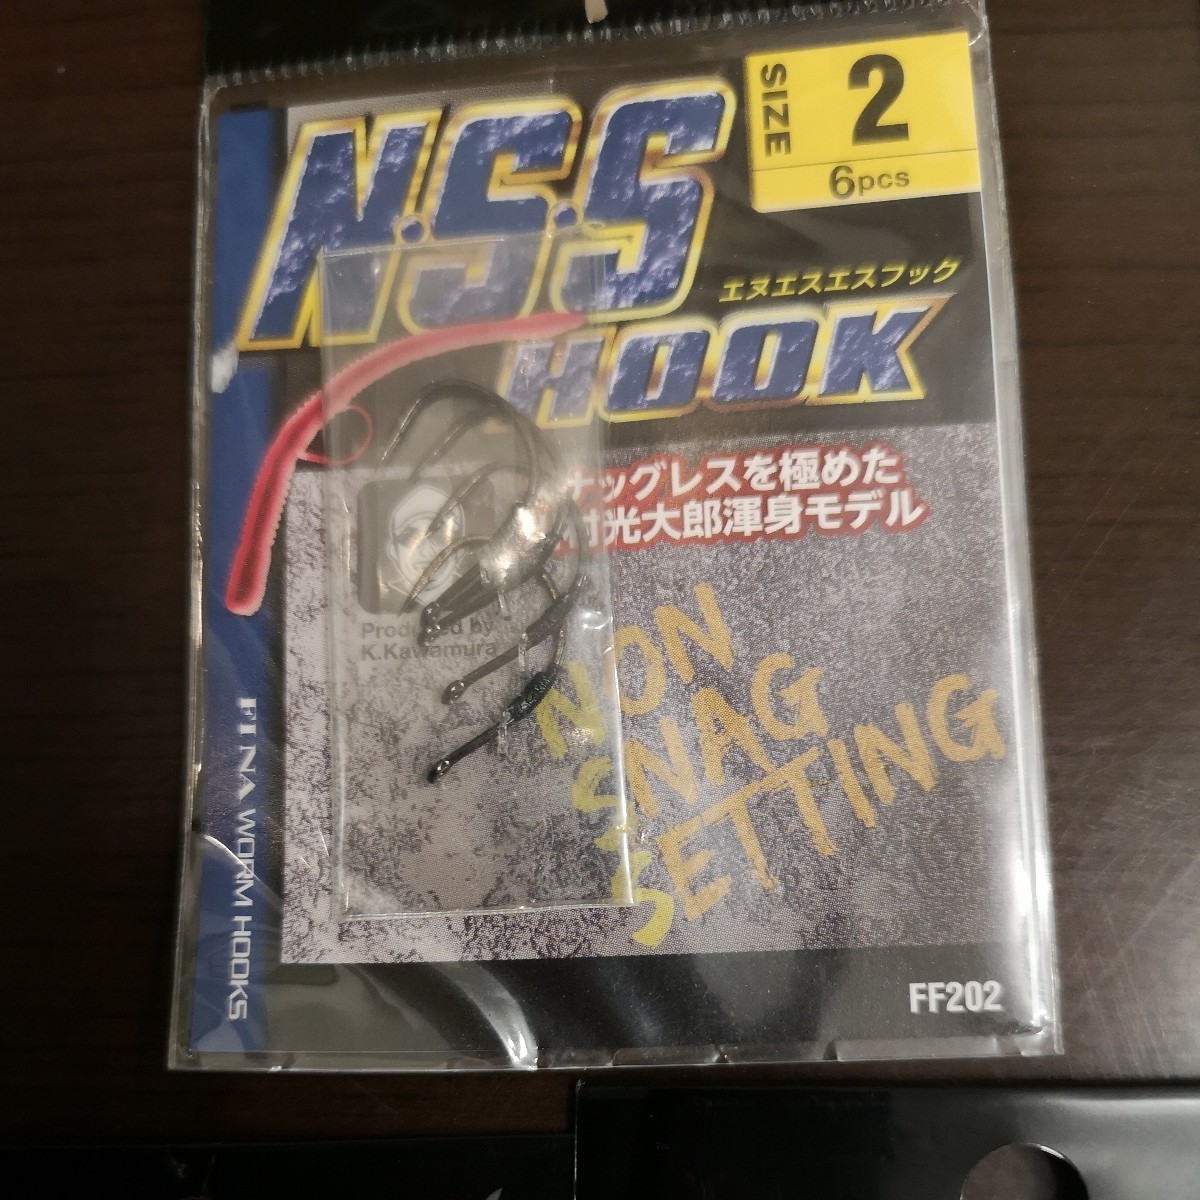 SIZE 2
6pcs
N.S.S
エヌエスエスフック
HOOK
ナッグレスを極めた
村光大郎渾身モデル
Produced by
K.Kawamura
NON
SNAG
SETTING
FINA WORM HOOKS
FF202